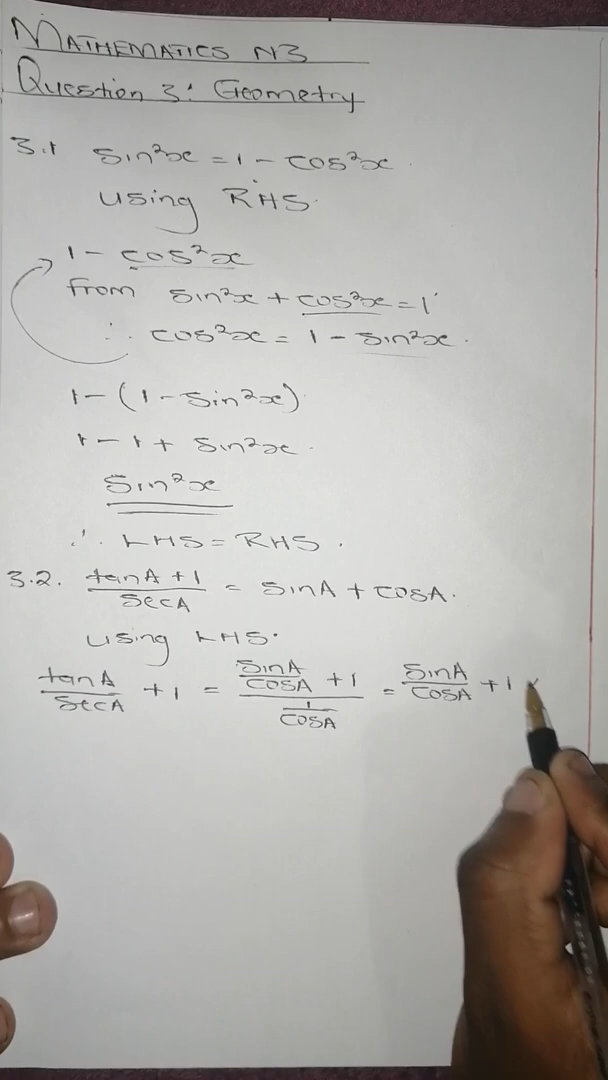 MATHEMATICS N3
Question 3: Geometry
3.1 sin²x = 1 - cos²x.
using RHS.
1 - cos²x
from sin²x + cos²x = 1
∴ cos²x = 1 - sin²x.
1 - (1 - sin²x)
1 - 1 + sin²x.
sin²x
∴ LHS = RHS.
3.2. (tanA + 1)/secA = sinA + cosA.
using LHS.
tanA/secA + 1 = (sinA/cosA + 1)/(1/cosA) = sinA/cosA + 1 ×